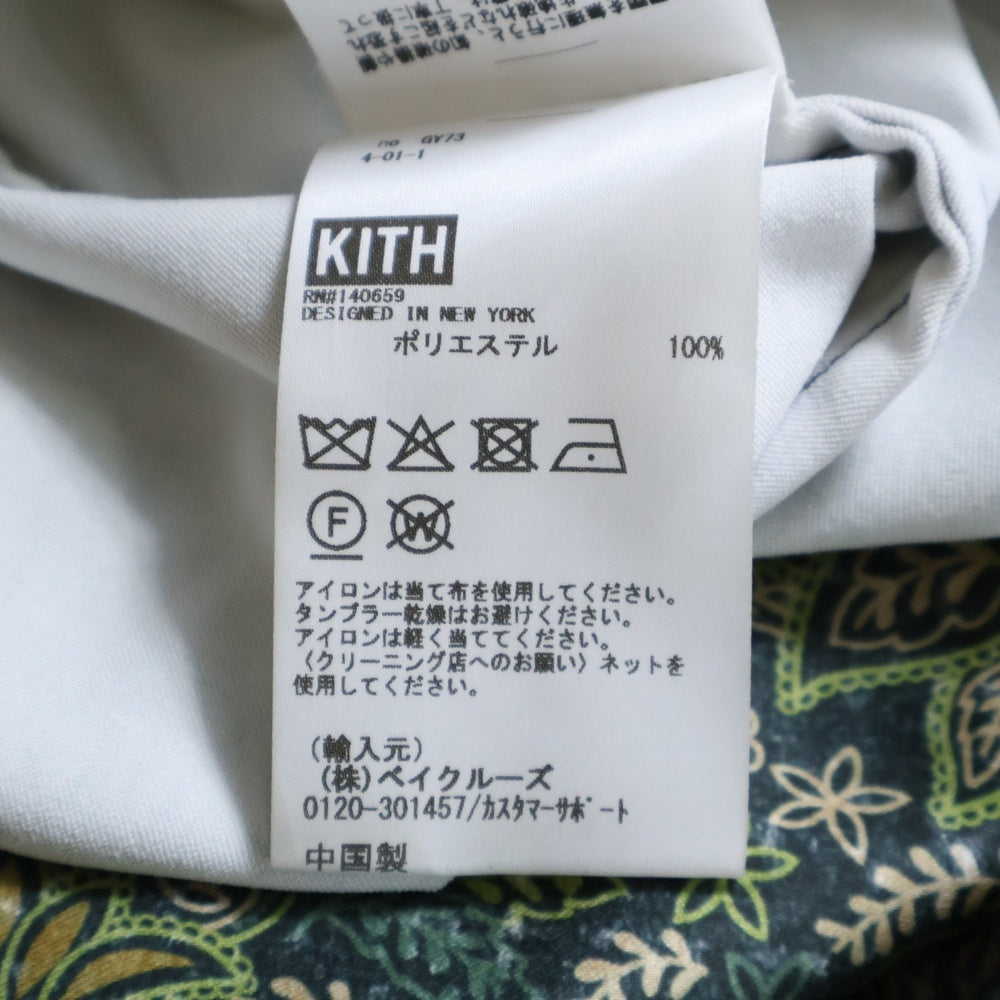 no GY73
4-01-1
KITH
RN#140659
DESIGNED IN NEW YORK
ポリエステル 100%
F
W
アイロンは当て布を使用してください。
タンブラー乾燥はお避けください。
アイロンは軽く当ててください。
〈クリーニング店へのお願い〉ネットを
使用してください。
(輸入元)
(株)ベイクルーズ
0120-301457/ｶｽﾀﾏｰｻﾎﾟｰﾄ
中国製